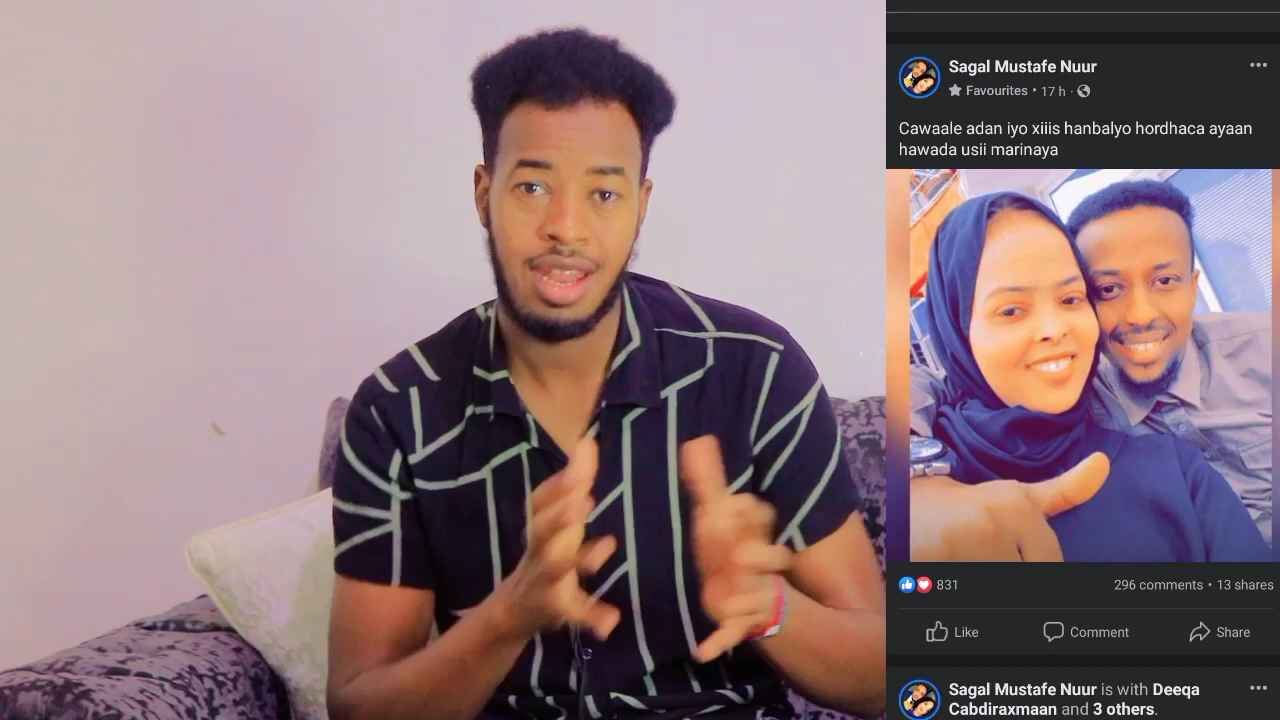 Sagal Mustafe Nuur
Favourites • 17 h •
Cawaale adan iyo xiiis hanbalyo hordhaca ayaan
hawada usii marinaya
831
296 comments • 13 shares
Like
Comment
Share
Sagal Mustafe Nuur is with Deeqa
Cabdiraxmaan and 3 others.